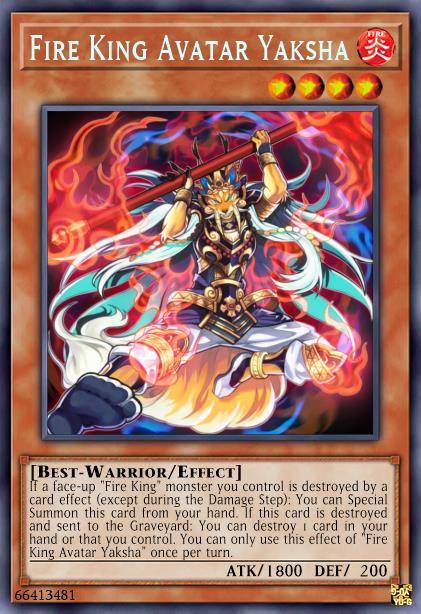 FIRE KING AVATAR YAKSHA
FIRE
炎
[BEST-WARRIOR/EFFECT]
If a face-up "Fire King" monster you control is destroyed by a
card effect (except during the Damage Step): You can Special
Summon this card from your hand. If this card is destroyed
and sent to the Graveyard: You can destroy 1 card in your
hand or that you control. You can only use this effect of "Fire
King Avatar Yaksha" once per turn.
ATK/1800 DEF/ 200
66413481